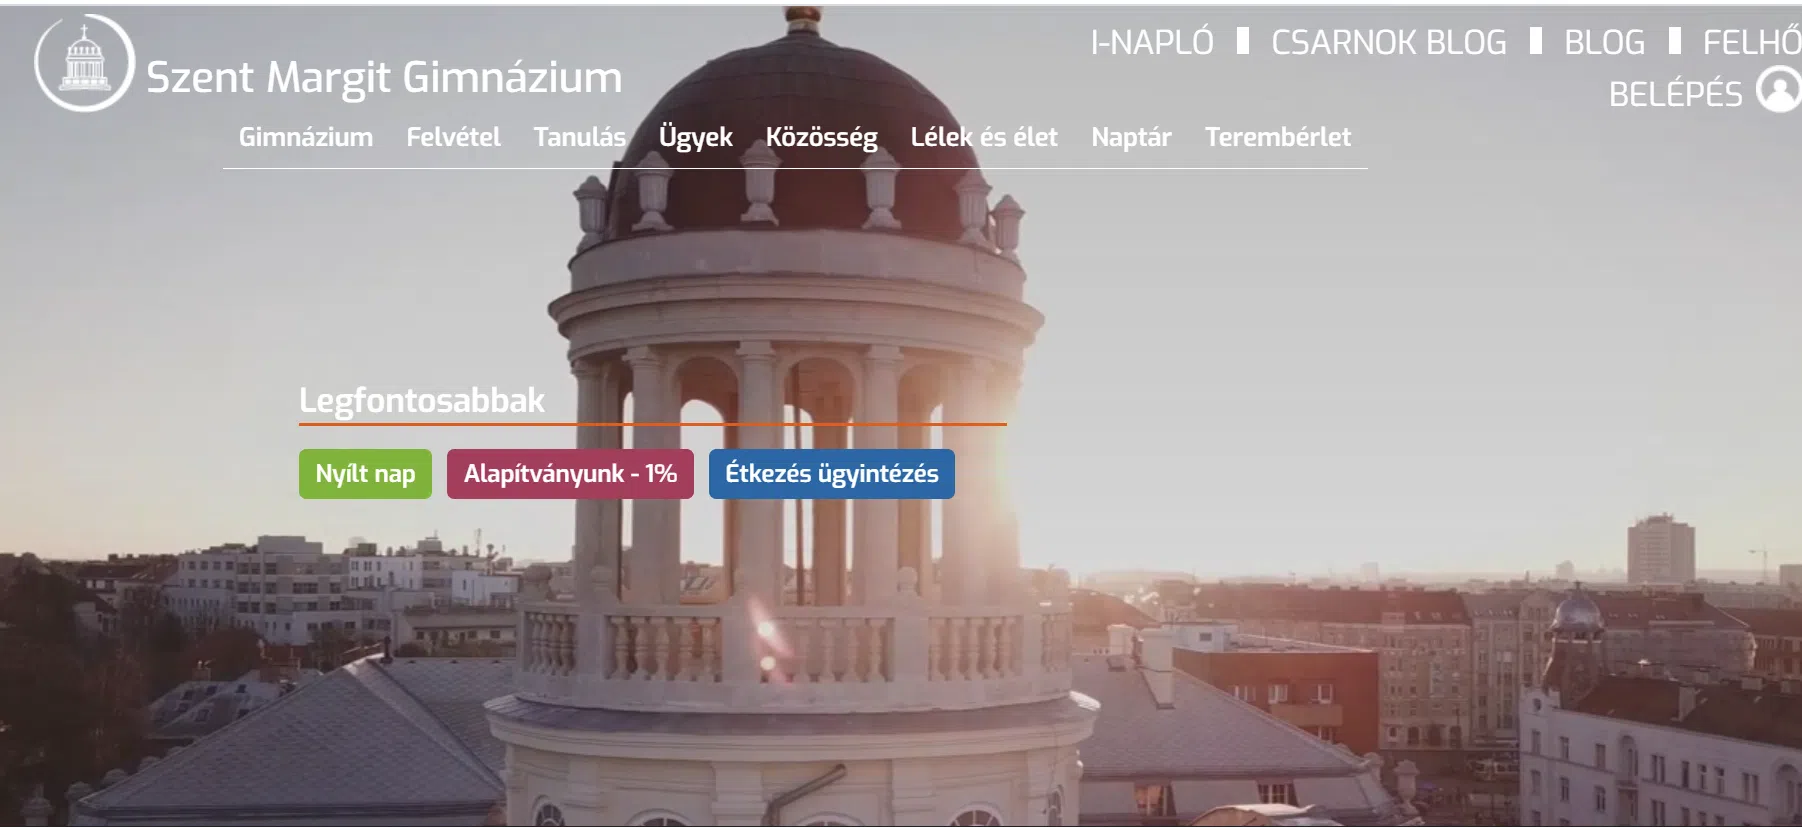 Szent Margit Gimnázium
I-NAPLÓ CSARNOK BLOG BLOG FELHŐ
BELÉPÉS
Gimnázium Felvétel Tanulás Ügyek Közösség Lélek és élet Naptár Terembérlet
Legfontosabbak
Nyílt nap Alapítványunk - 1% Étkezés ügyintézés